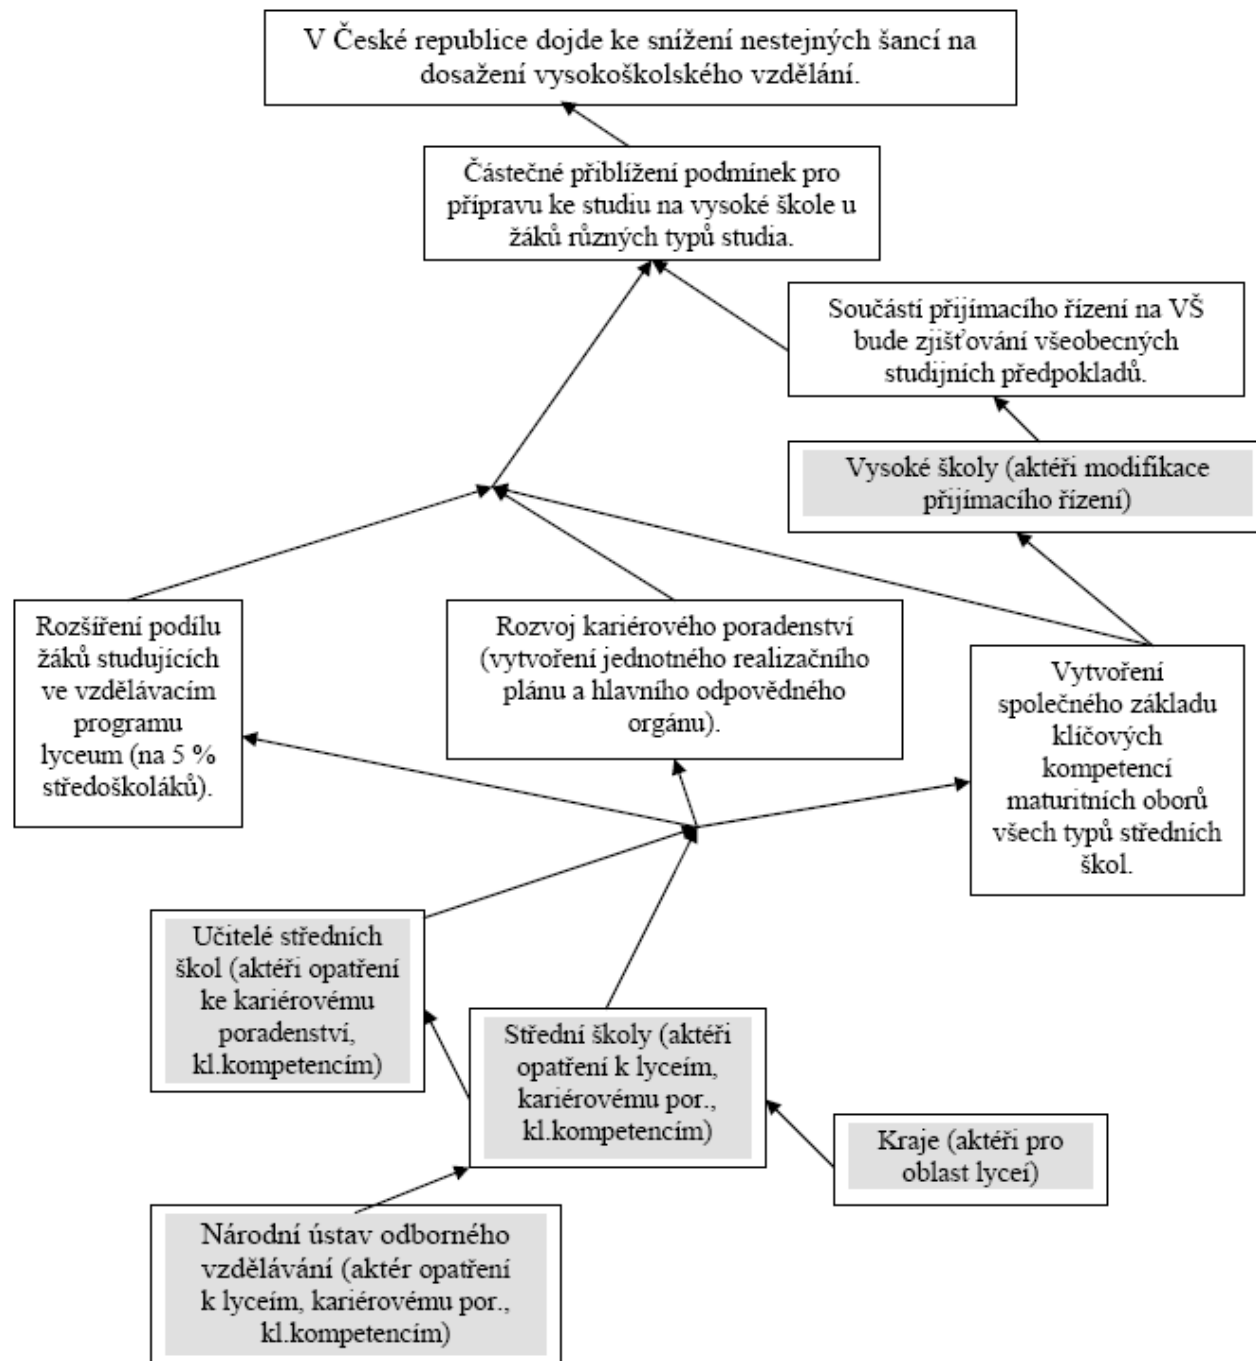 V České republice dojde ke snížení nestejných šancí na
dosažení vysokoškolského vzdělání.
Částečné přiblížení podmínek pro
přípravu ke studiu na vysoké škole u
žáků různých typů studia.
Součástí přijímacího řízení na VŠ
bude zjišťování všeobecných
studijních předpokladů.
Vysoké školy (aktéři modifikace
přijímacího řízení)
Rozšíření podílu
žáků studujících
ve vzdělávacím
programu
lyceum (na 5 %
středoškoláků).
Rozvoj kariérového poradenství
(vytvoření jednotného realizačního
plánu a hlavního odpovědného
orgánu).
Vytvoření
společného základu
klíčových
kompetencí
maturitních oborů
všech typů středních
škol.
Učitelé středních
škol (aktéři opatření
ke kariérovému
poradenství,
kl.kompetencím)
Střední školy (aktéři
opatření k lyceím,
kariérovému por.,
kl.kompetencím)
Kraje (aktéři pro
oblast lyceí)
Národní ústav odborného
vzdělávání (aktér opatření
k lyceím, kariérovému por.,
kl.kompetencím)